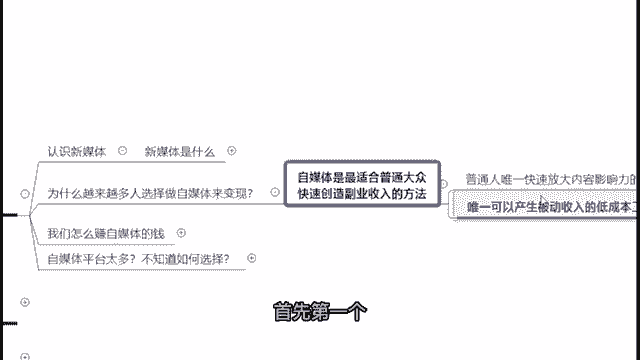 认识新媒体
新媒体是什么
为什么越来越多人选择做自媒体来变现？
自媒体是最适合普通大众
快速创造副业收入的方法
普通人唯一快速放大内容影响力的
唯一可以产生被动收入的低成本工
我们怎么赚自媒体的钱
自媒体平台太多？不知道如何选择？
首先第一个